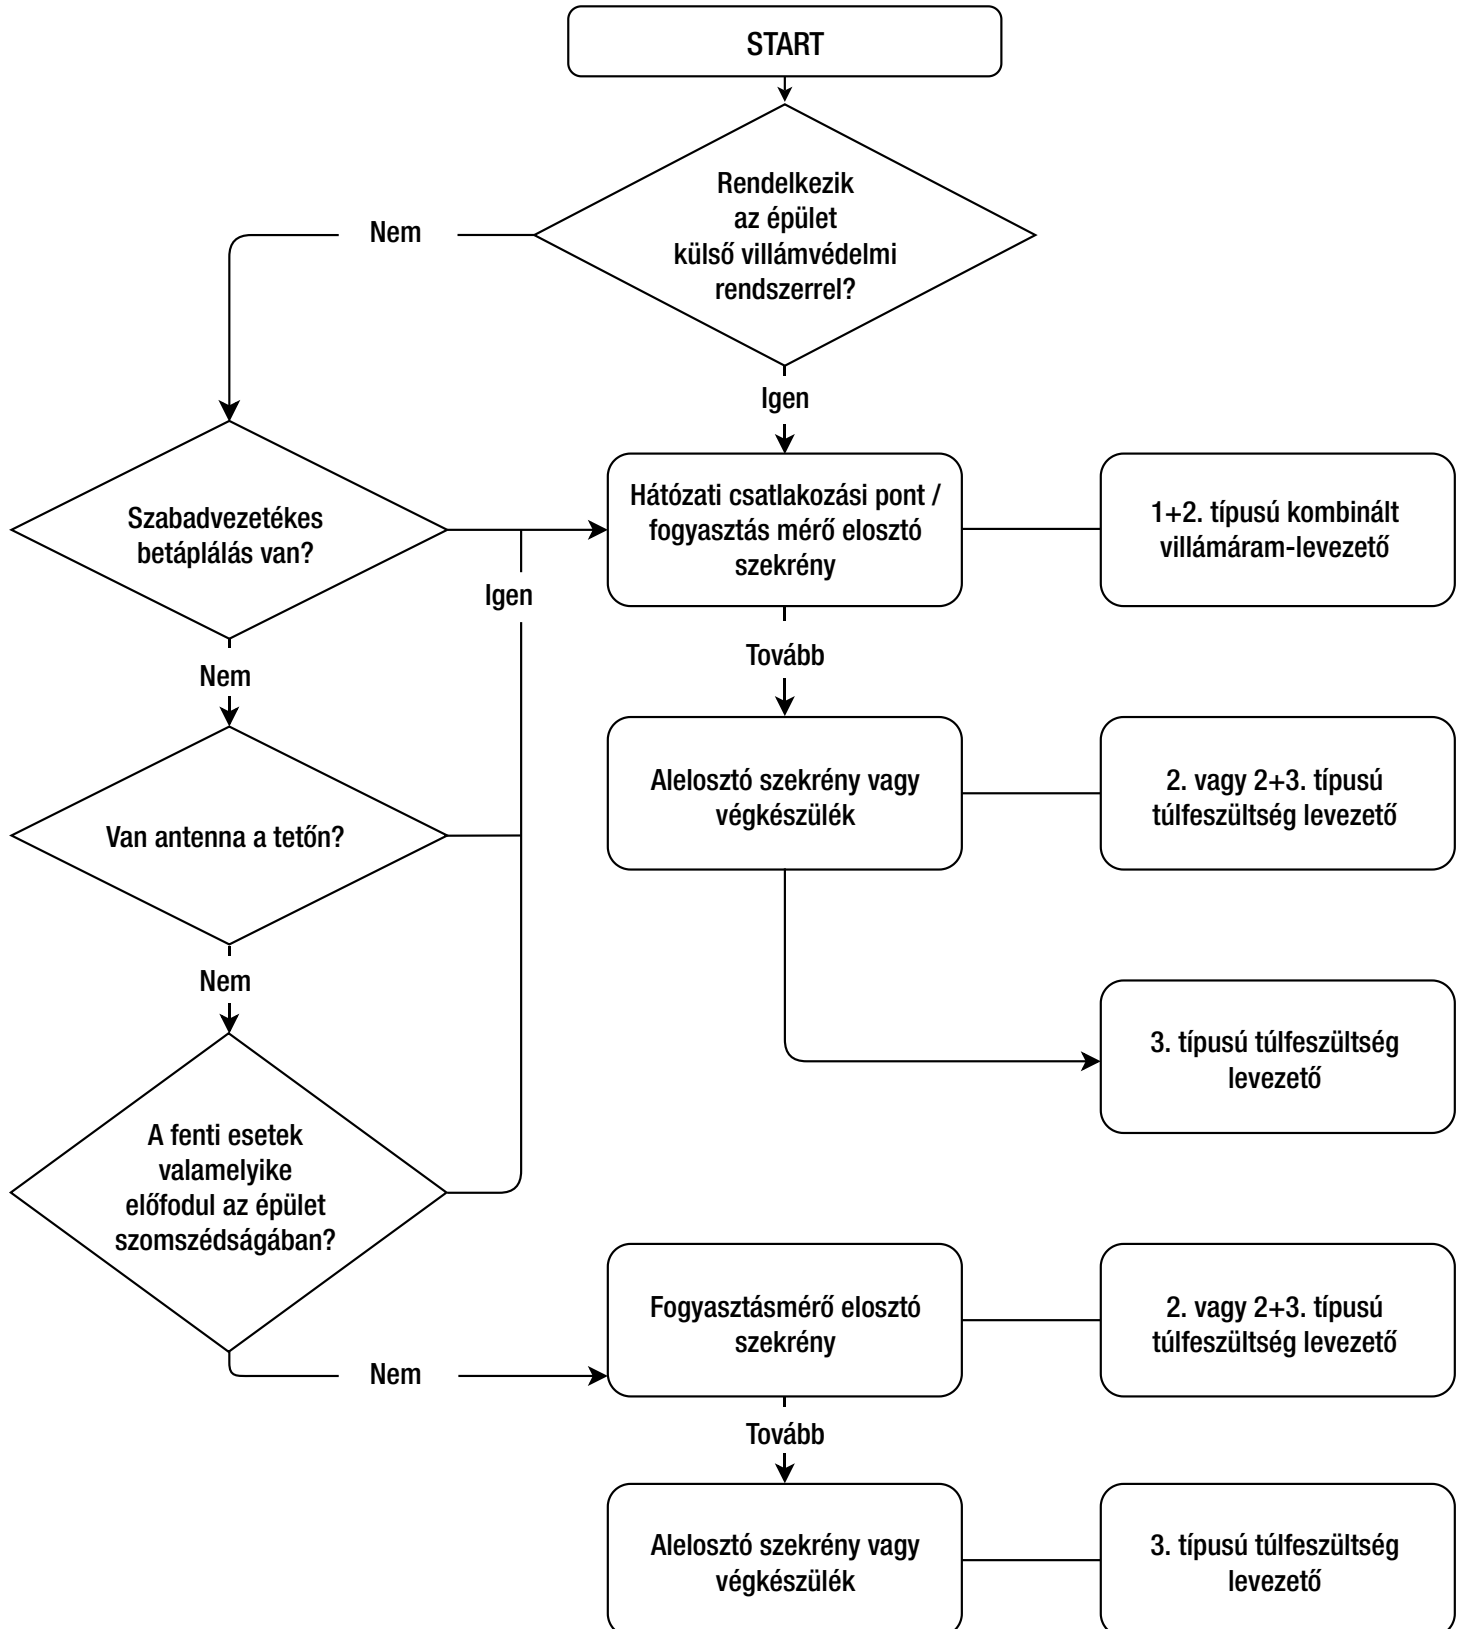 START
Rendelkezik
az épület
külső villámvédelmi
rendszerrel?
Nem
Igen
Szabadvezetékes
betáplálás van?
Hátózati csatlakozási pont /
fogyasztás mérő elosztó
szekrény
1+2. típusú kombinált
villámáram-levezető
Igen
Nem
Tovább
Van antenna a tetőn?
Alelosztó szekrény vagy
végkészülék
2. vagy 2+3. típusú
túlfeszültség levezető
Nem
3. típusú túlfeszültség
levezető
A fenti esetek
valamelyike
előfodul az épület
szomszédságában?
Nem
Fogyasztásmérő elosztó
szekrény
2. vagy 2+3. típusú
túlfeszültség levezető
Tovább
Alelosztó szekrény vagy
végkészülék
3. típusú túlfeszültség
levezető